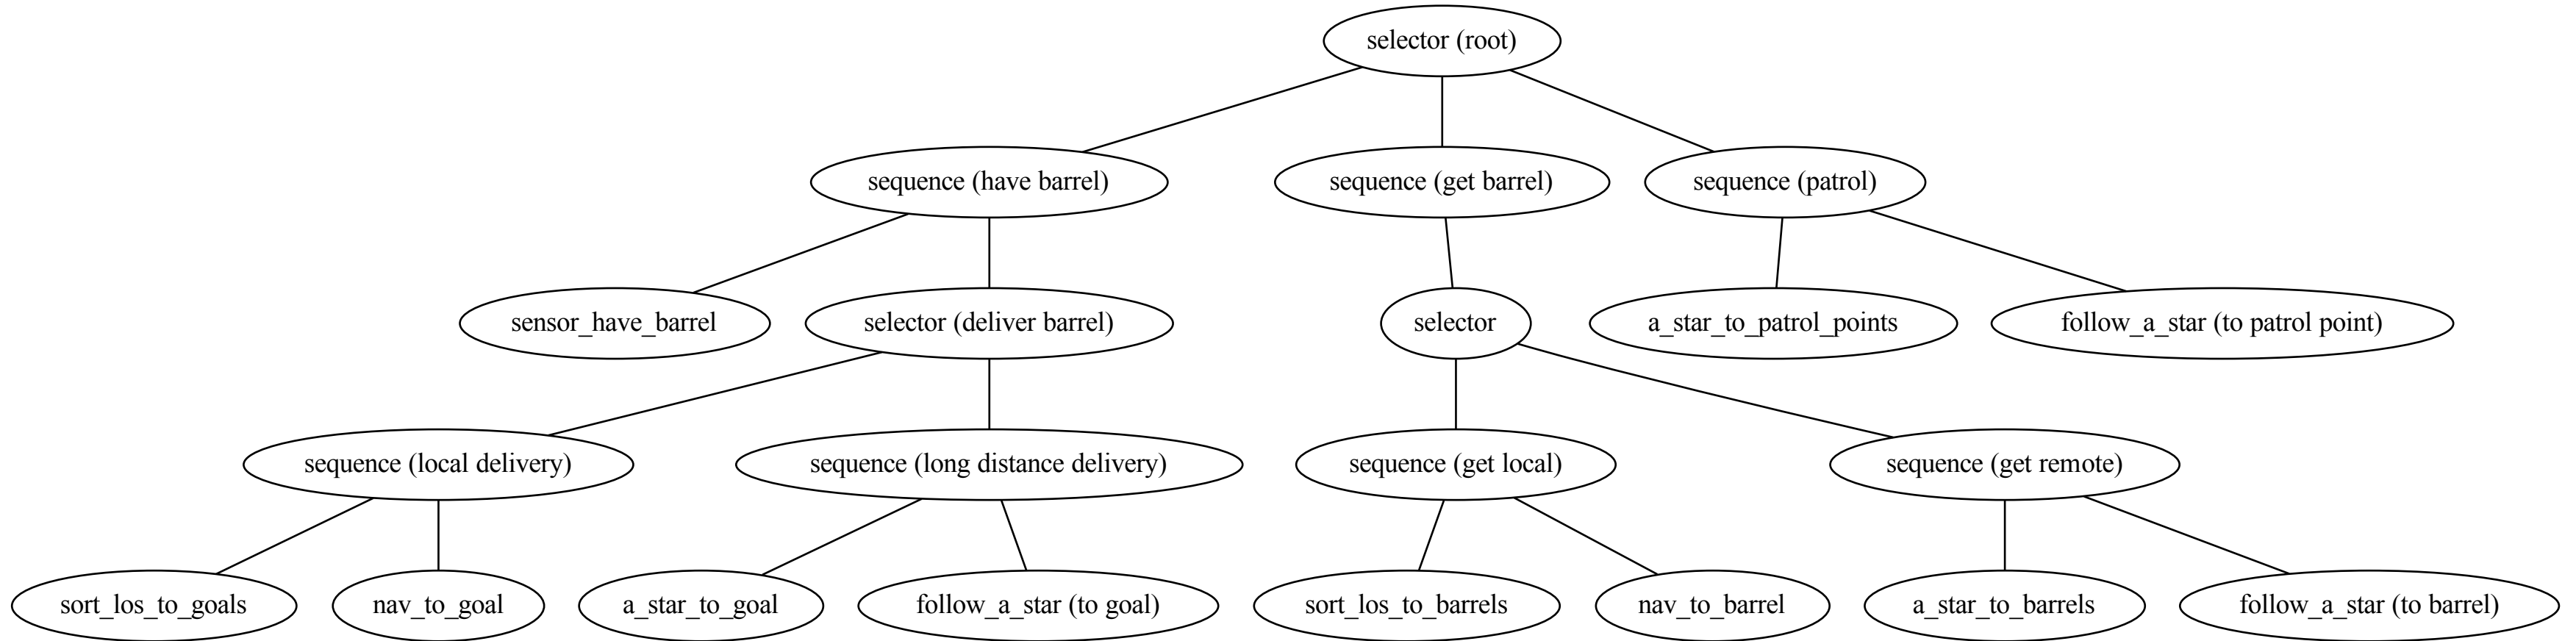 selector (root)
sequence (have barrel)
sequence (get barrel)
sequence (patrol)
sensor_have_barrel
selector (deliver barrel)
selector
a_star_to_patrol_points
follow_a_star (to patrol point)
sequence (local delivery)
sequence (long distance delivery)
sequence (get local)
sequence (get remote)
sort_los_to_goals
nav_to_goal
a_star_to_goal
follow_a_star (to goal)
sort_los_to_barrels
nav_to_barrel
a_star_to_barrels
follow_a_star (to barrel)